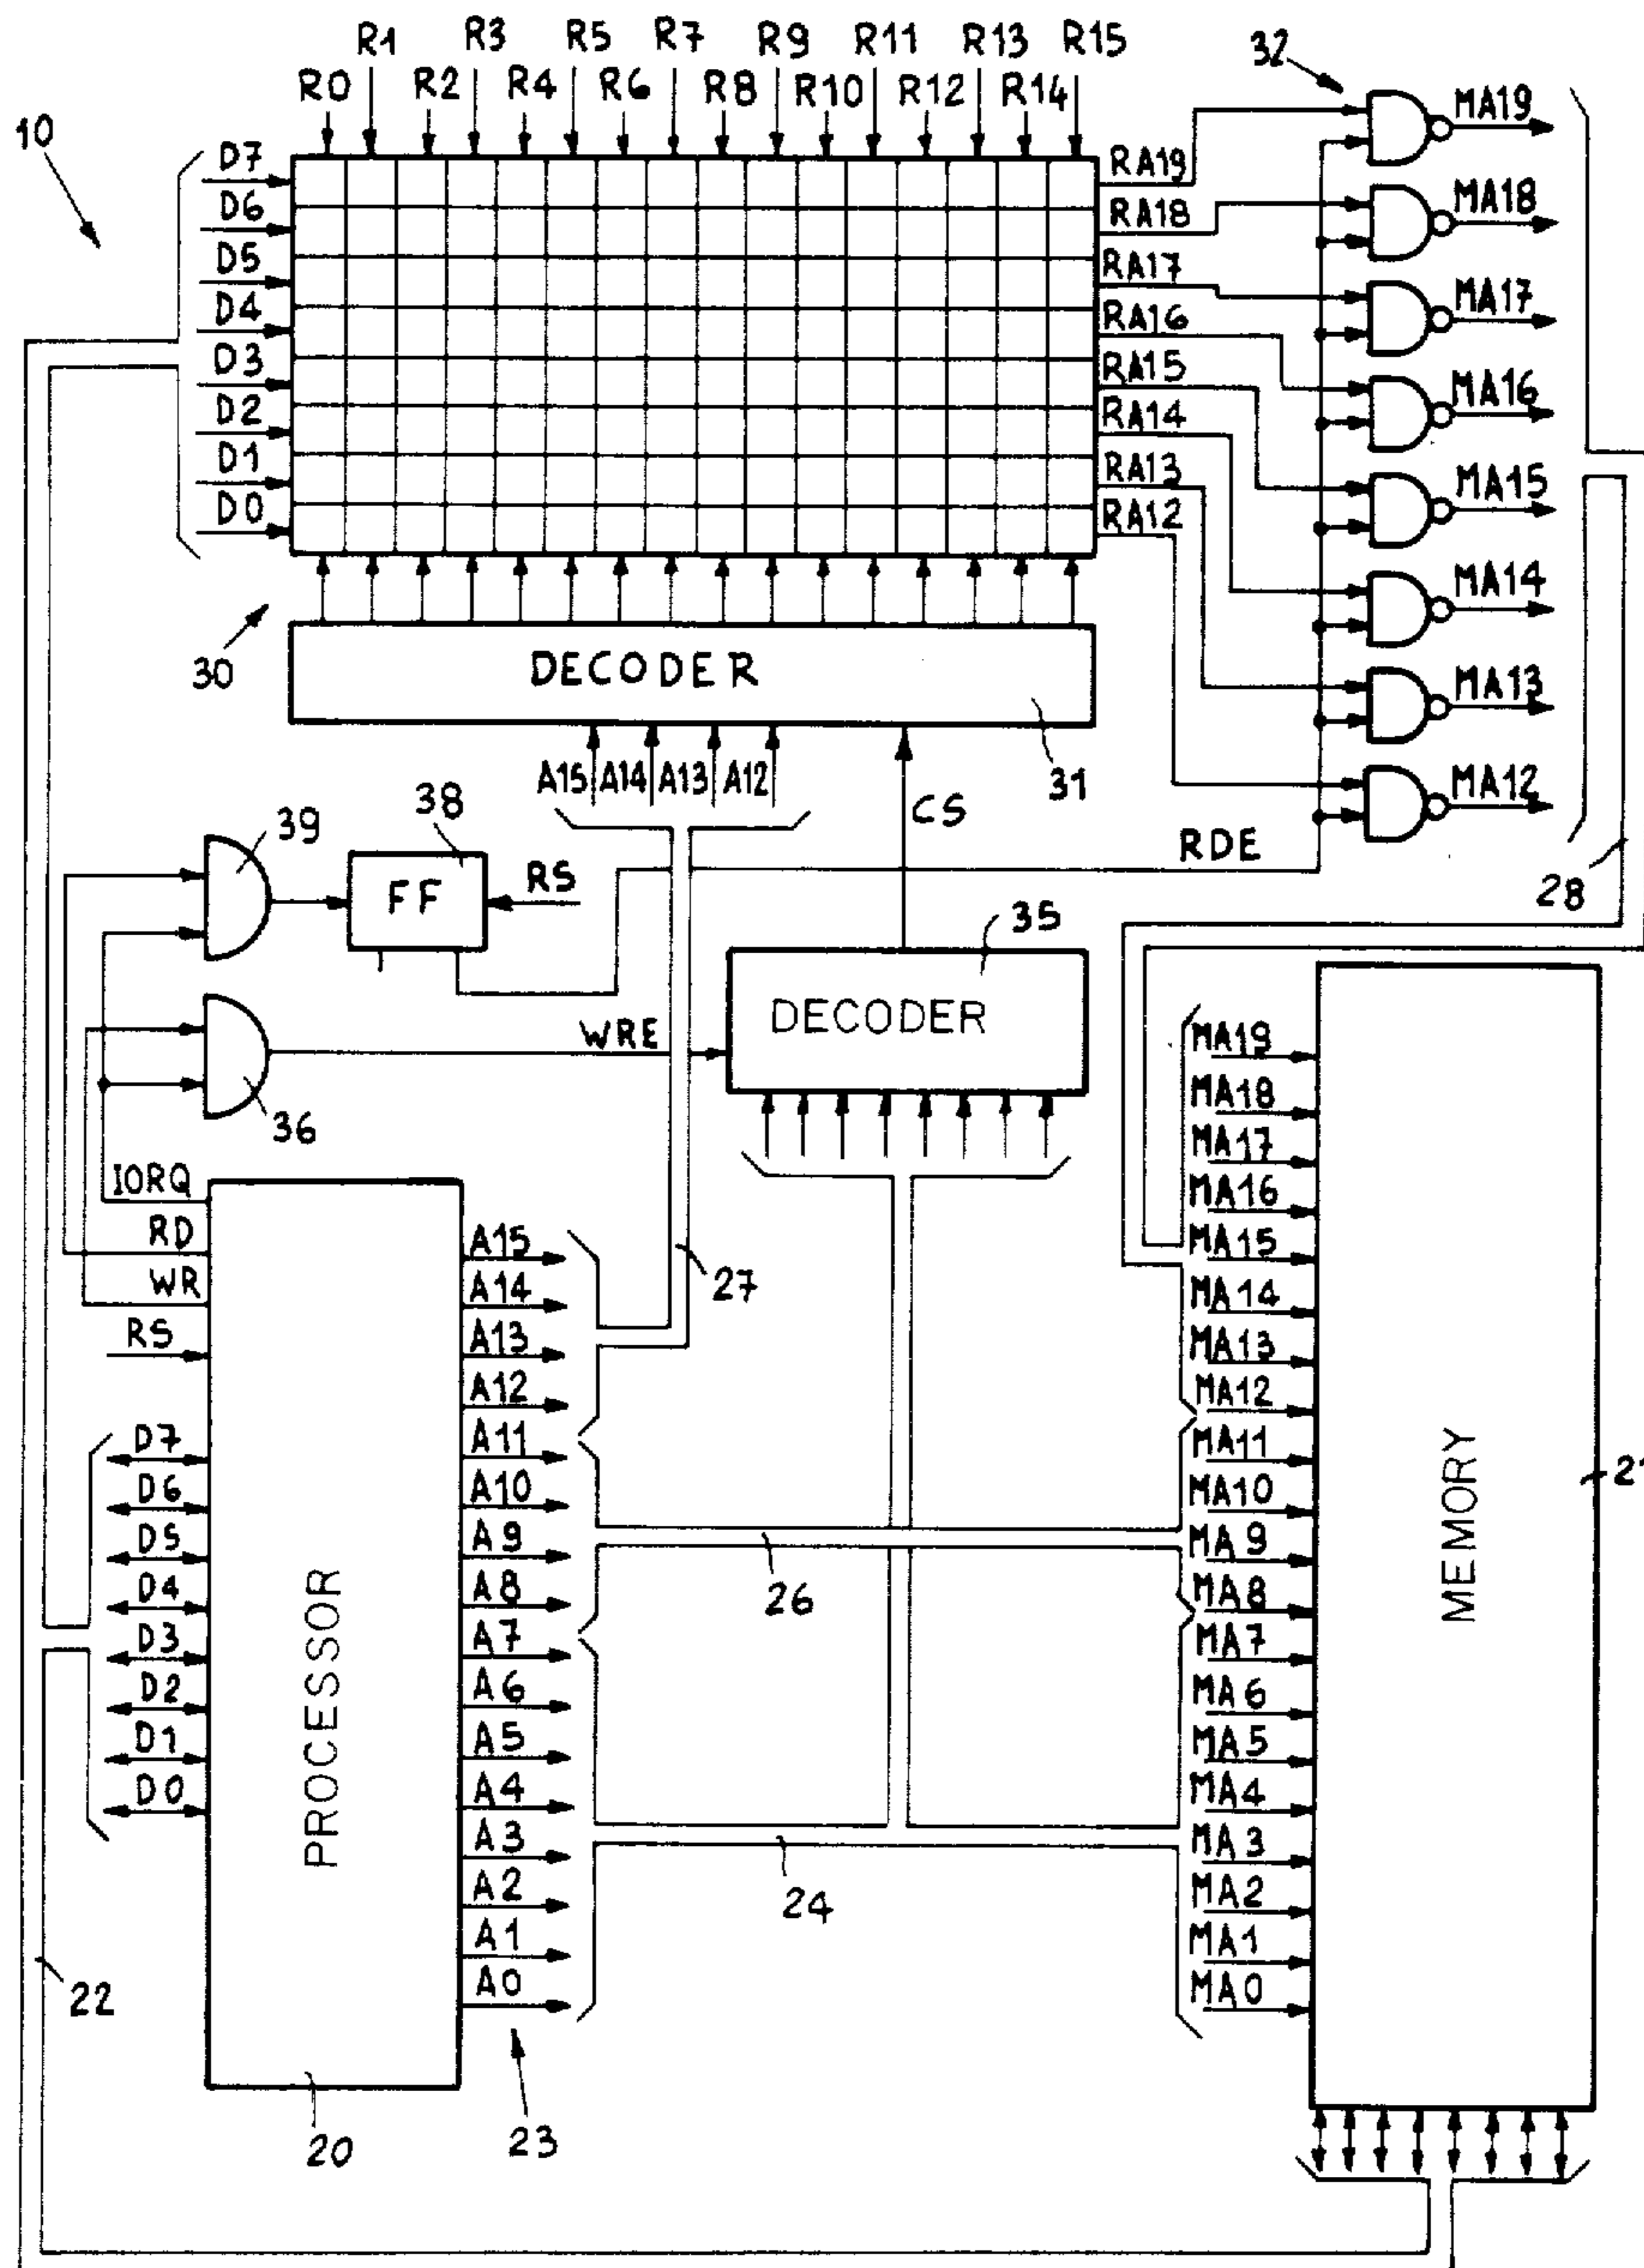 R1 R3 R5 R7 R9 R11 R13 R15
R0 R2 R4 R6 R8 R10 R12 R14
32
10
D7
D6
D5
D4
D3
D2
D1
D0
RA19
RA18
RA17
RA16
RA15
RA14
RA13
RA12
MA19
MA18
MA17
MA16
MA15
MA14
MA13
MA12
30
DECODER
31
A15 A14 A13 A12
CS
RDE
28
39
38
FF
RS
35
DECODER
WRE
36
IORQ
RD
WR
RS
D7
D6
D5
D4
D3
D2
D1
D0
PROCESSOR
20
A15
A14
A13
A12
A11
A10
A9
A8
A7
A6
A5
A4
A3
A2
A1
A0
23
27
26
24
22
MA19
MA18
MA17
MA16
MA15
MA14
MA13
MA12
MA11
MA10
MA9
MA8
MA7
MA6
MA5
MA4
MA3
MA2
MA1
MA0
MEMORY